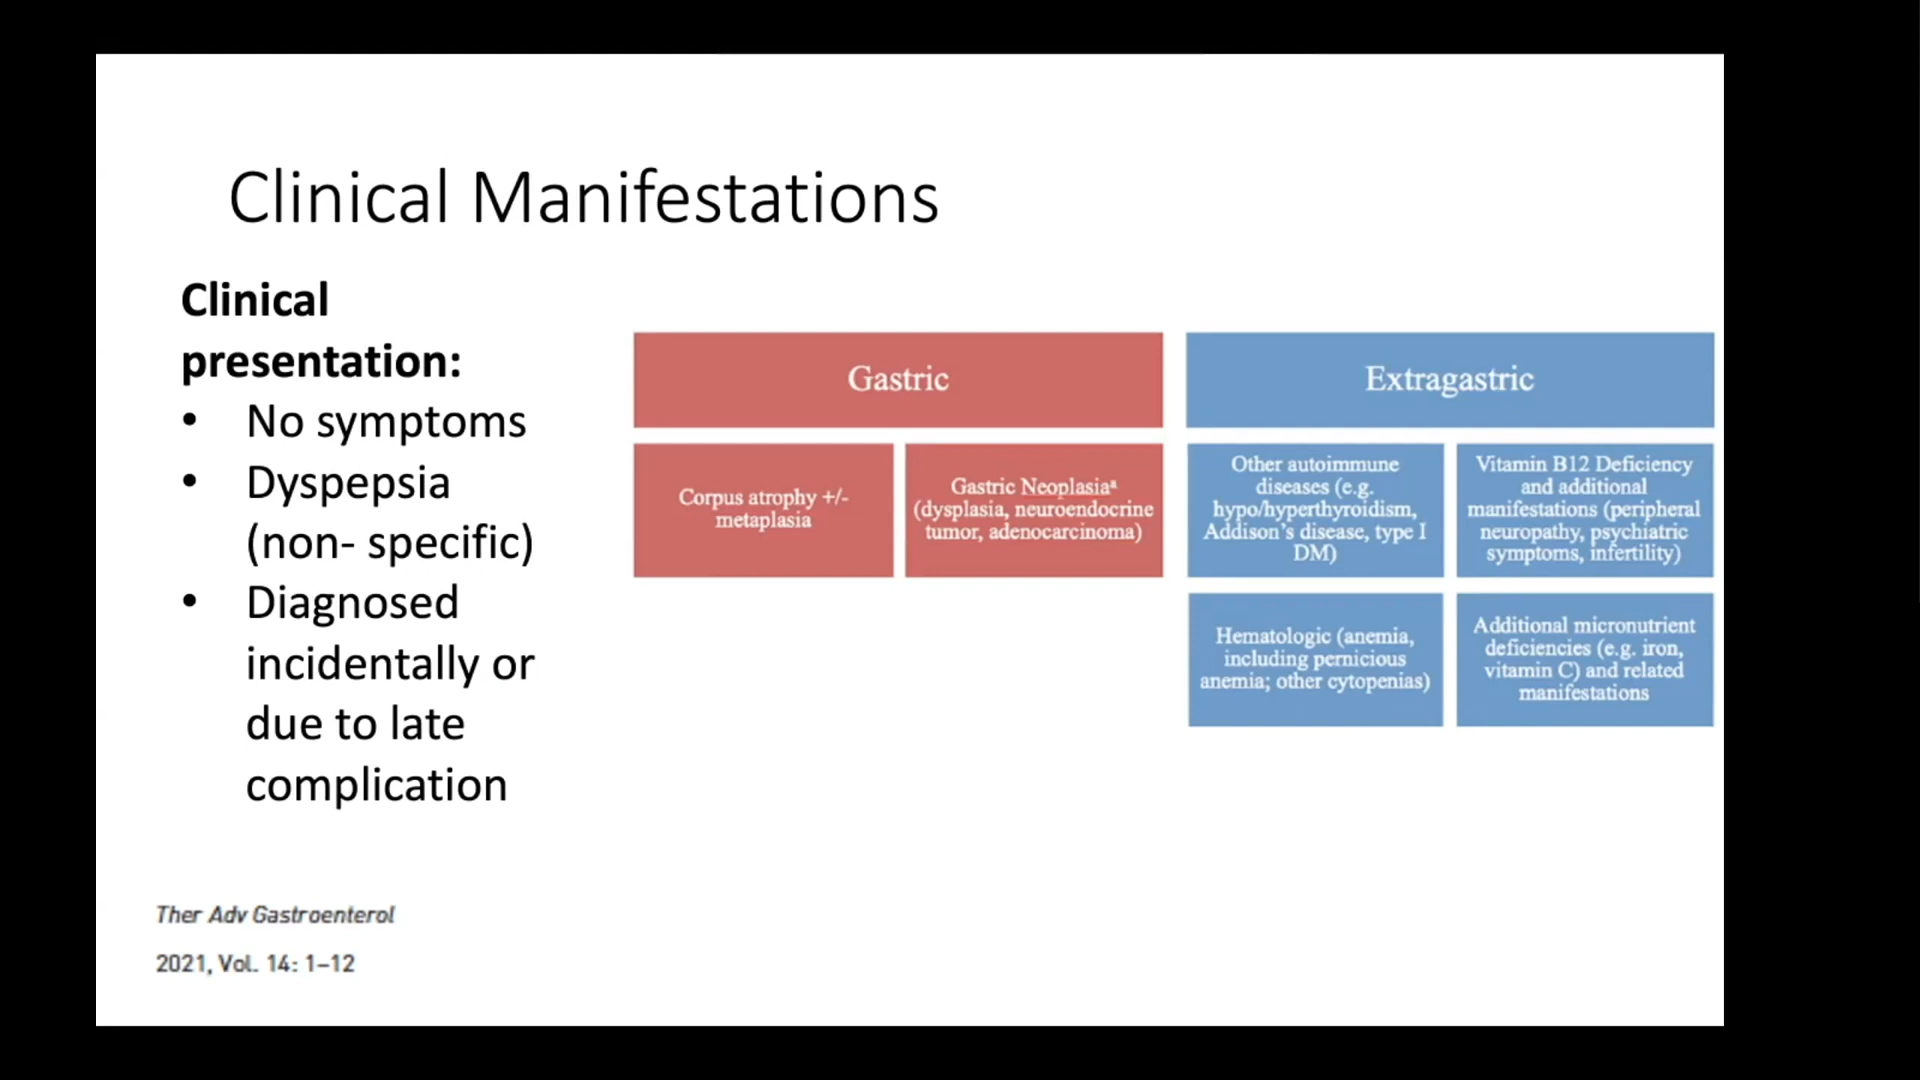 Clinical Manifestations
Clinical
presentation:
• No symptoms
• Dyspepsia
(non- specific)
• Diagnosed
incidentally or
due to late
complication
Gastric
Corpus atrophy +/-
metaplasia
Gastric Neoplasiaª
(dysplasia, neuroendocrine
tumor, adenocarcinoma)
Extragastric
Other autoimmune
diseases (e.g.
hypo/hyperthyroidism,
Addison's disease, type I
DM)
Vitamin B12 Deficiency
and additional
manifestations (peripheral
neuropathy, psychiatric
symptoms, infertility)
Hematologic (anemia,
including pernicious
anemia; other cytopenias)
Additional micronutrient
deficiencies (e.g. iron,
vitamin C) and related
manifestations
Ther Adv Gastroenterol
2021, Vol. 14: 1–12